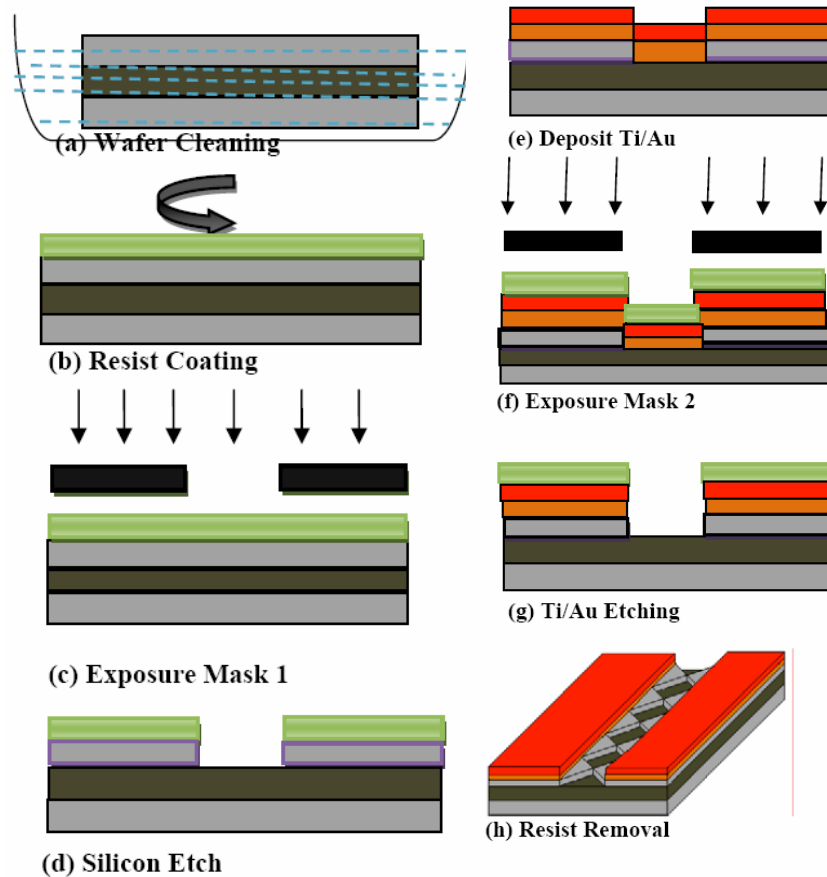 (a) Wafer Cleaning
(b) Resist Coating
(c) Exposure Mask 1
(d) Silicon Etch
(e) Deposit Ti/Au
(f) Exposure Mask 2
(g) Ti/Au Etching
(h) Resist Removal